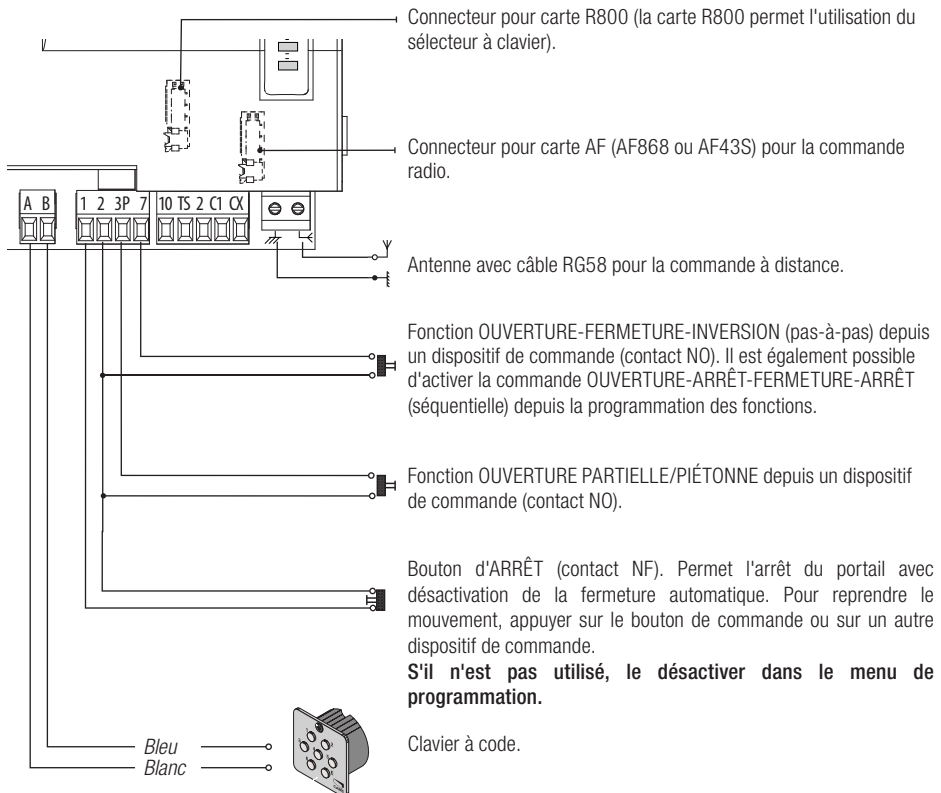 Connecteur pour carte R800 (la carte R800 permet l'utilisation du
sélecteur à clavier).
Connecteur pour carte AF (AF868 ou AF43S) pour la commande
radio.
A B 1 2 3P 7 10 TS 2 C1 CX
Antenne avec câble RG58 pour la commande à distance.
Fonction OUVERTURE-FERMETURE-INVERSION (pas-à-pas) depuis
un dispositif de commande (contact NO). Il est également possible
d'activer la commande OUVERTURE-ARRÊT-FERMETURE-ARRÊT
(séquentielle) depuis la programmation des fonctions.
Fonction OUVERTURE PARTIELLE/PIÉTONNE depuis un dispositif
de commande (contact NO).
Bouton d'ARRÊT (contact NF). Permet l'arrêt du portail avec
désactivation de la fermeture automatique. Pour reprendre le
mouvement, appuyer sur le bouton de commande ou sur un autre
dispositif de commande.
S'il n'est pas utilisé, le désactiver dans le menu de
programmation.
Bleu
Blanc
Clavier à code.